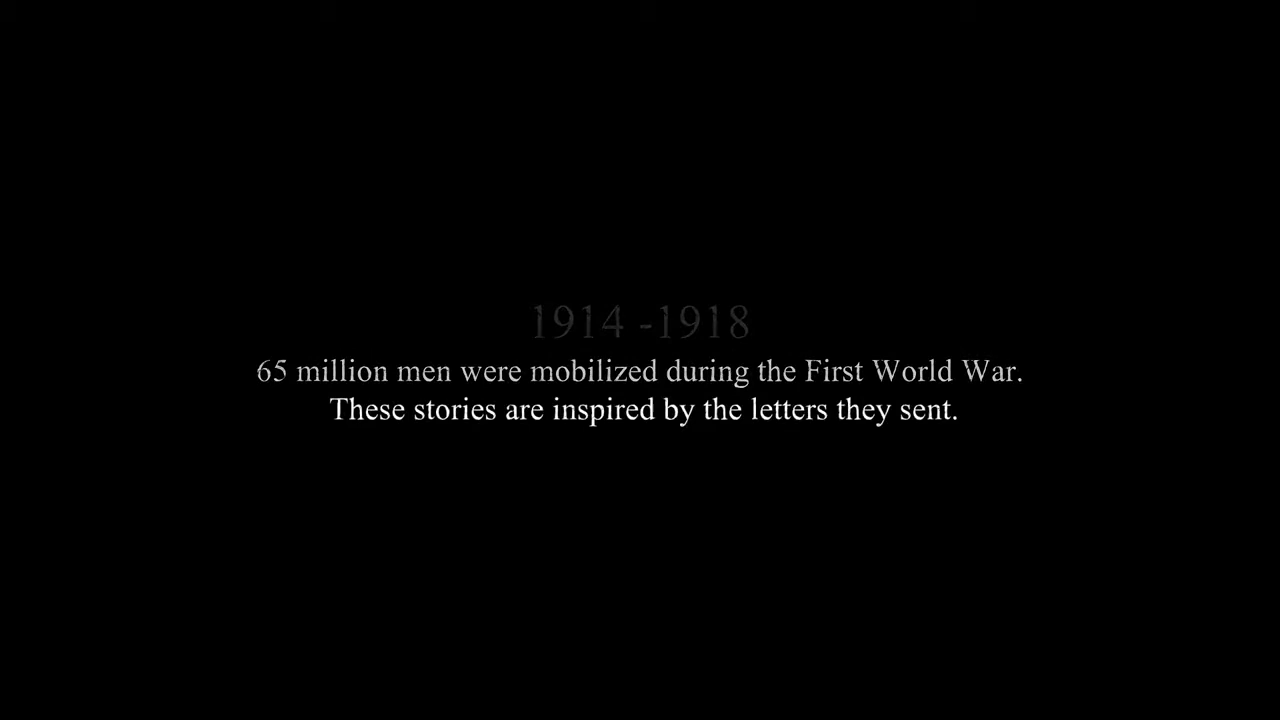 1914 -1918
65 million men were mobilized during the First World War.
These stories are inspired by the letters they sent.